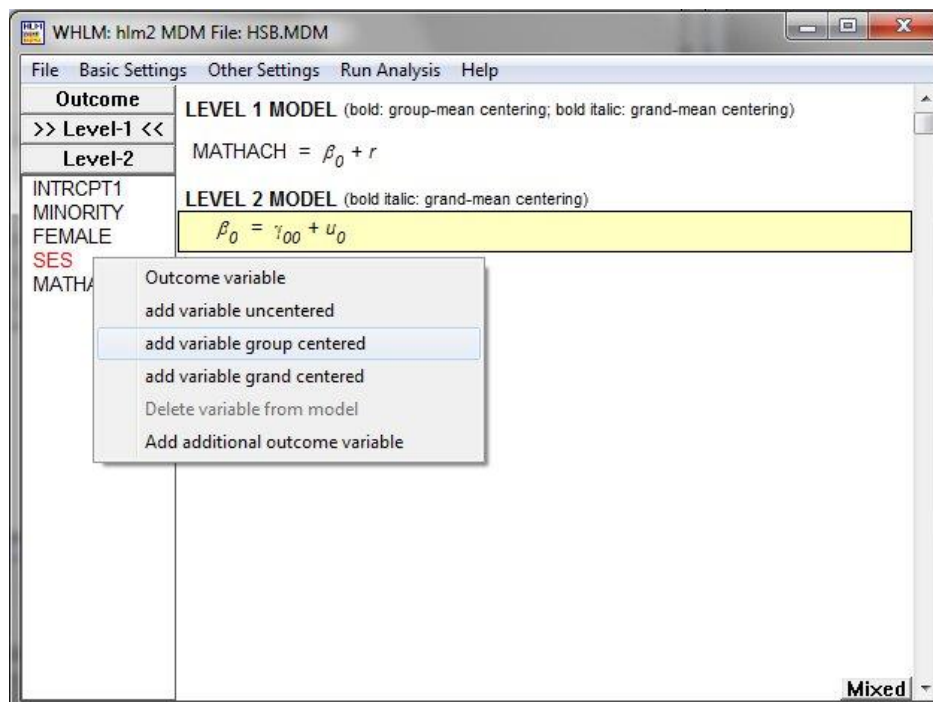 WHLM: hlm2 MDM File: HSB.MDM
File Basic Settings Other Settings Run Analysis Help
Outcome
>> Level-1 <<
Level-2
INTRCPT1
MINORITY
FEMALE
SES
MATHA
LEVEL 1 MODEL (bold: group-mean centering; bold italic: grand-mean centering)
MATHACH = β0 + r
LEVEL 2 MODEL (bold italic: grand-mean centering)
β0 = γ00 + u0
Outcome variable
add variable uncentered
add variable group centered
add variable grand centered
Delete variable from model
Add additional outcome variable
Mixed